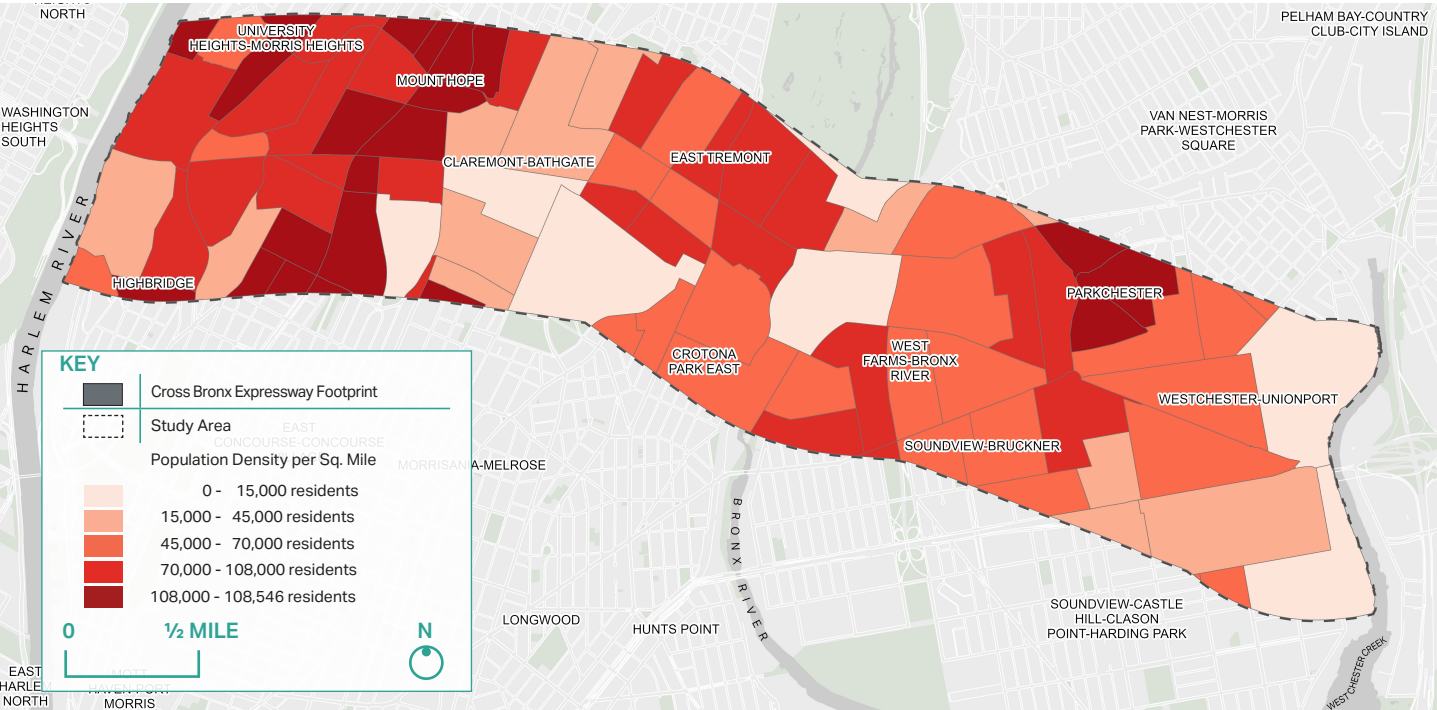 HEIGHTS-
NORTH
PELHAM BAY-COUNTRY
CLUB-CITY ISLAND
UNIVERSITY
HEIGHTS-MORRIS HEIGHTS
MOUNT HOPE
WASHINGTON
HEIGHTS
SOUTH
VAN NEST-MORRIS
PARK-WESTCHESTER
SQUARE
CLAREMONT-BATHGATE
EAST TREMONT
HARLEM RIVER
HIGHBRIDGE
PARKCHESTER
CROTONA
PARK EAST
WEST
FARMS-BRONX
RIVER
WESTCHESTER-UNIONPORT
SOUNDVIEW-BRUCKNER
KEY
Cross Bronx Expressway Footprint
Study Area
EAST
CONCOURSE-CONCOURSE
MORRISANIA-MELROSE
Population Density per Sq. Mile
0 - 15,000 residents
15,000 - 45,000 residents
45,000 - 70,000 residents
70,000 - 108,000 residents
108,000 - 108,546 residents
0 ½ MILE
N
BRONX RIVER
LONGWOOD
HUNTS POINT
SOUNDVIEW-CASTLE
HILL-CLASON
POINT-HARDING PARK
WESTCHESTER CREEK
EAST
HARLEM
NORTH
MOTT
HAVEN-PORT
MORRIS